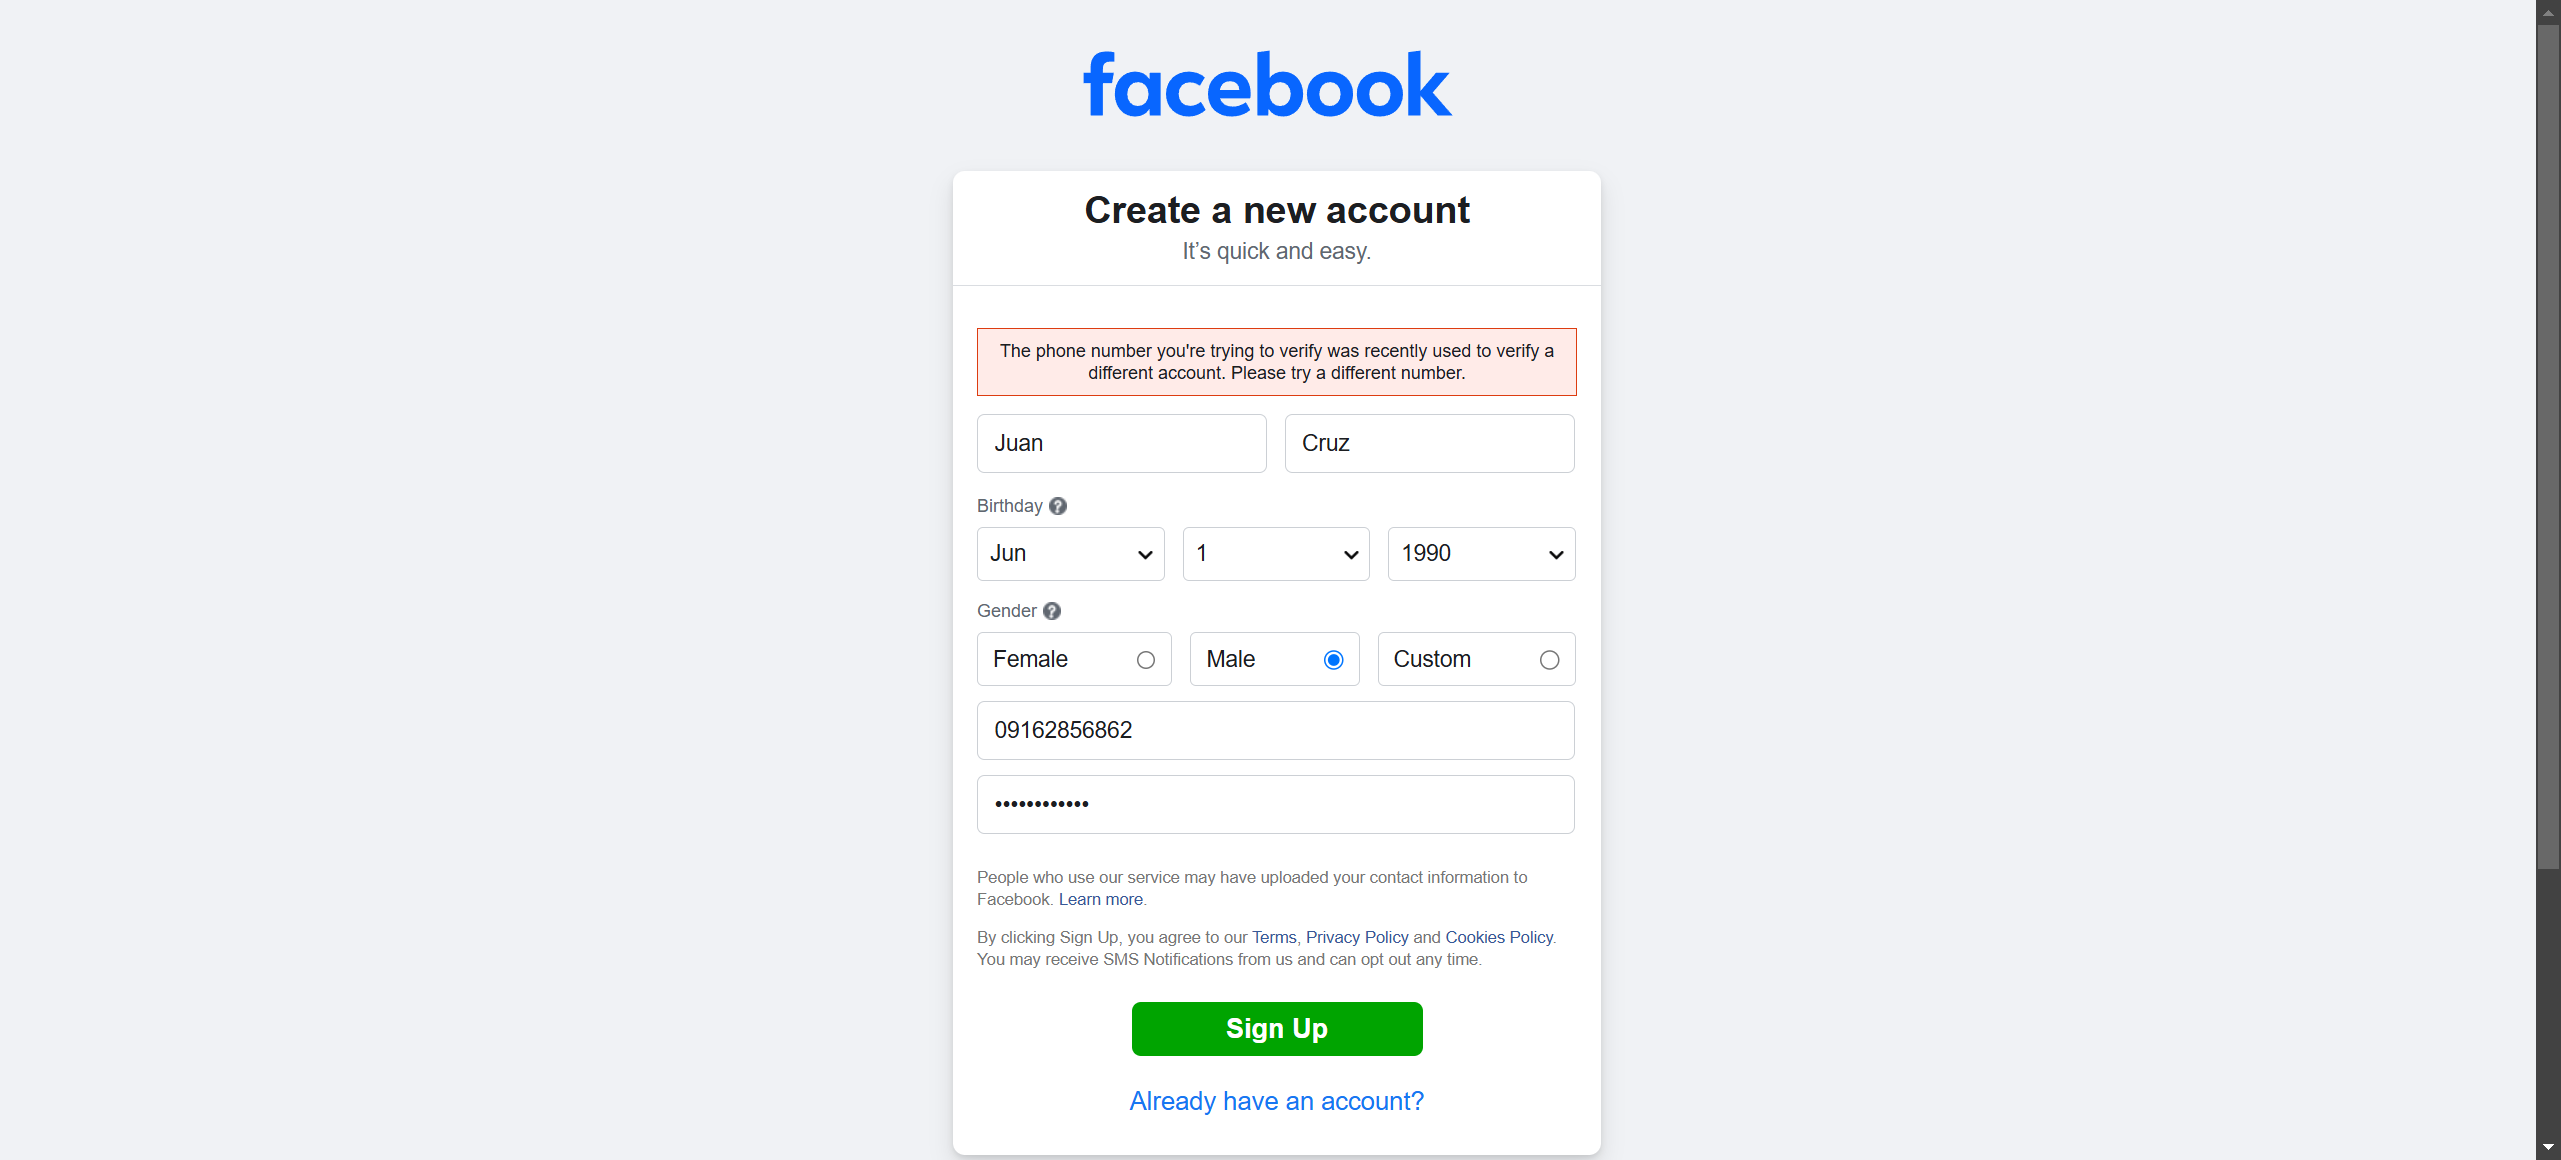 facebook
Create a new account
It’s quick and easy.
The phone number you're trying to verify was recently used to verify a
different account. Please try a different number.
Juan Cruz
Birthday ?
Jun 1 1990
Gender ?
Female Male Custom
09162856862
••••••••••••
People who use our service may have uploaded your contact information to
Facebook. Learn more.
By clicking Sign Up, you agree to our Terms, Privacy Policy and Cookies Policy.
You may receive SMS Notifications from us and can opt out any time.
Sign Up
Already have an account?